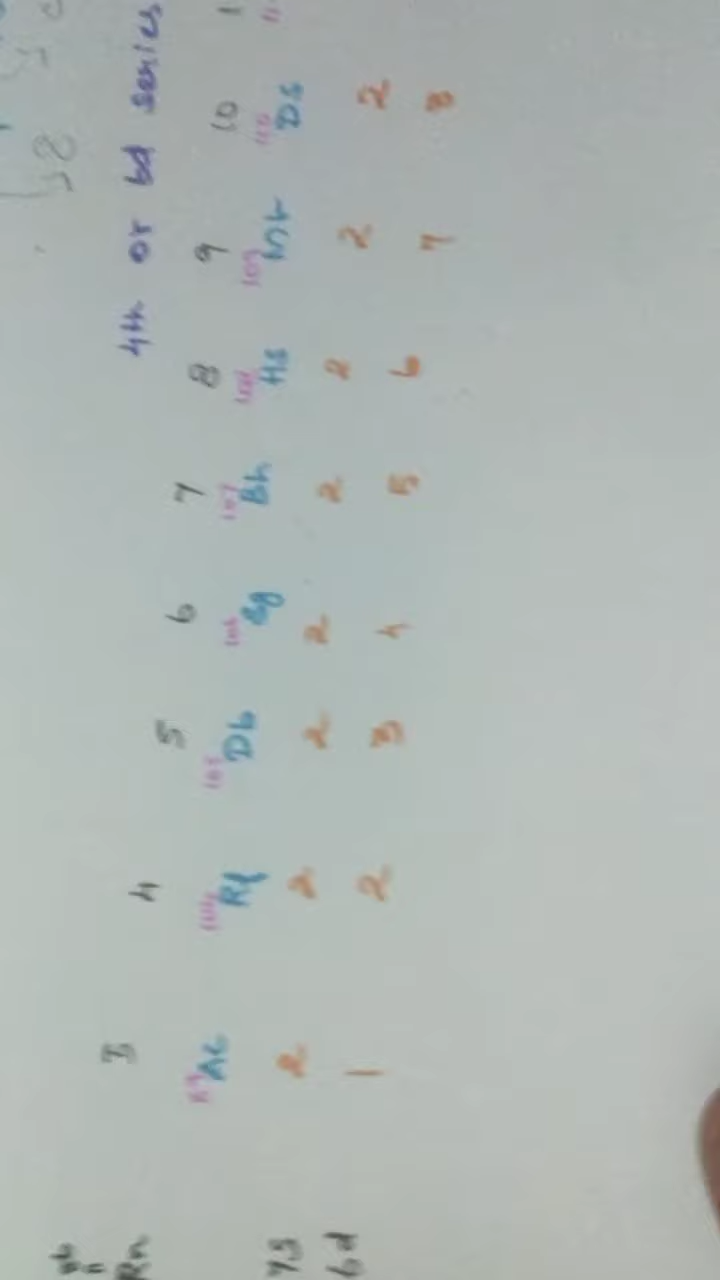 4th or 6d series
3 4 5 6 7 8 9 10
89Ac 104Rf 105Db 106Sg 107Bh 108Hs 109Mt 110Ds
7s 2 2 2 2 2 2 2 2
6d 1 2 3 4 5 6 7 8
Rn